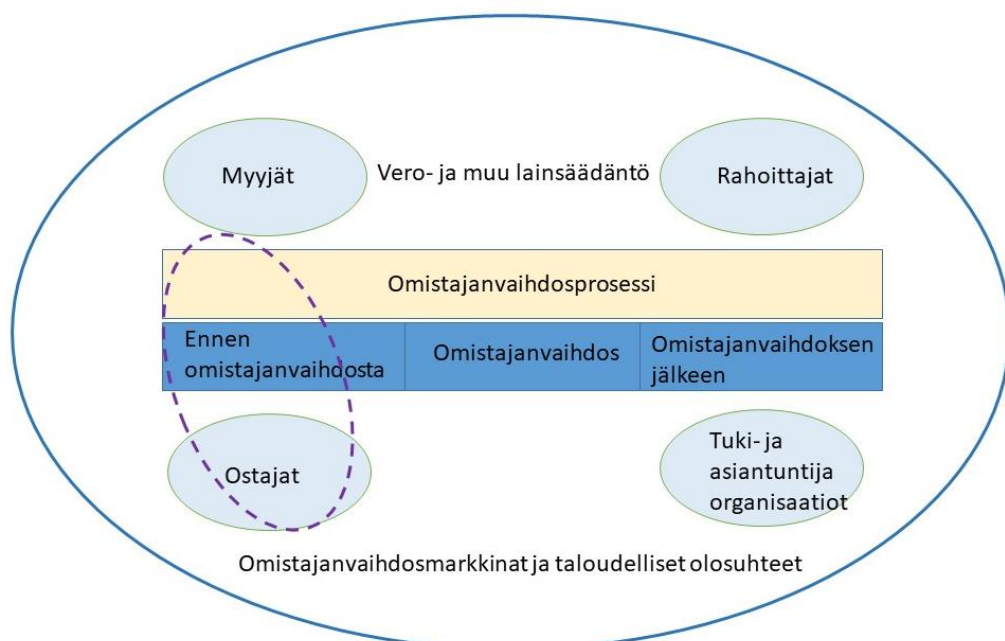 Myyjät
Vero- ja muu lainsäädäntö
Rahoittajat
Omistajanvaihdosprosessi
Ennen
omistajanvaihdosta
Omistajanvaihdos
Omistajanvaihdoksen
jälkeen
Ostajat
Tuki- ja
asiantuntija
organisaatiot
Omistajanvaihdosmarkkinat ja taloudelliset olosuhteet